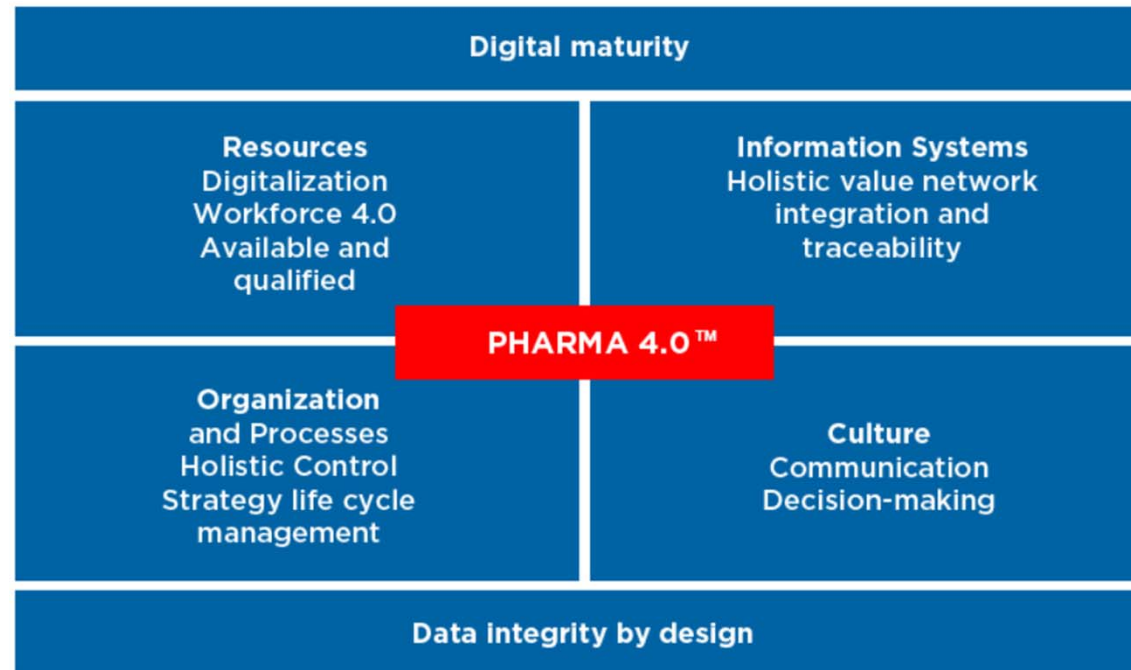 Digital maturity
Resources
Digitalization
Workforce 4.0
Available and
qualified
Information Systems
Holistic value network
integration and
traceability
PHARMA 4.0™
Organization
and Processes
Holistic Control
Strategy life cycle
management
Culture
Communication
Decision-making
Data integrity by design